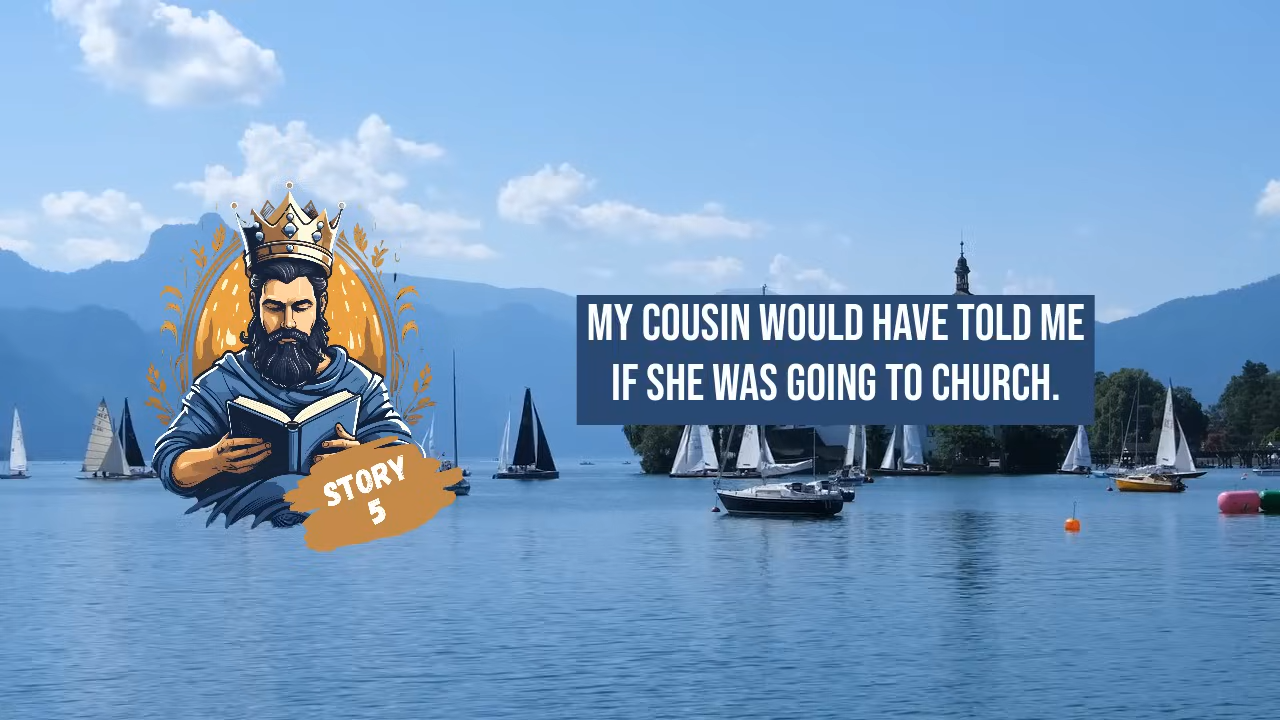 MY COUSIN WOULD HAVE TOLD ME
IF SHE WAS GOING TO CHURCH.
STORY
5